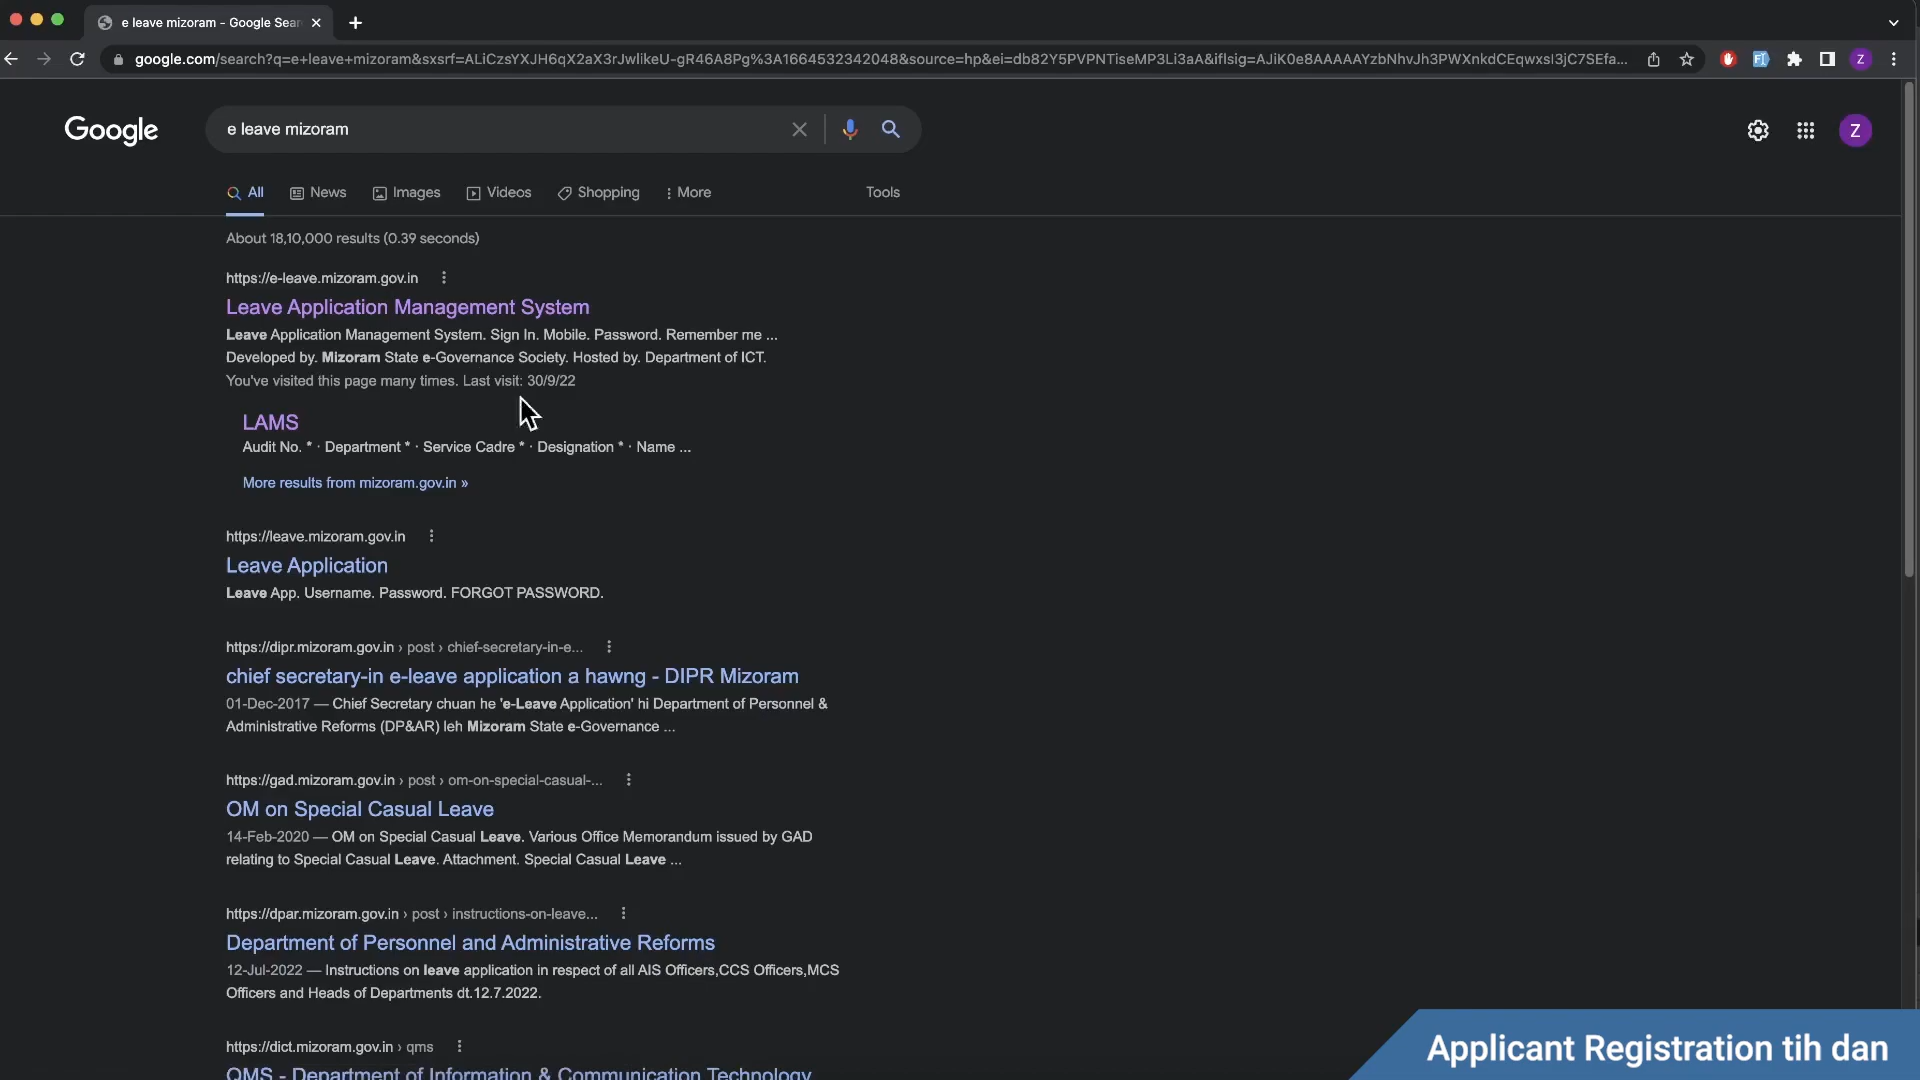 e leave mizoram - Google Sear
google.com/search?q=e+leave+mizoram&sxsrf=ALiCzsYXJH6qX2aX3rJwlikeU-gR46A8Pg%3A1664532342048&source=hp&ei=db82Y5PVPNTiseMP3Li3aA&iflsig=AJiK0e8AAAAAYzbNhvJh3PWXnkdCEqwxsI3jC7SEfa...
Z
Google
e leave mizoram
Z
All
News
Images
Videos
Shopping
More
Tools
About 18,10,000 results (0.39 seconds)
https://e-leave.mizoram.gov.in
Leave Application Management System
Leave Application Management System. Sign In. Mobile. Password. Remember me ...
Developed by. Mizoram State e-Governance Society. Hosted by. Department of ICT.
You've visited this page many times. Last visit: 30/9/22
LAMS
Audit No. * · Department * · Service Cadre * · Designation * · Name ...
More results from mizoram.gov.in »
https://leave.mizoram.gov.in
Leave Application
Leave App. Username. Password. FORGOT PASSWORD.
https://dipr.mizoram.gov.in › post › chief-secretary-in-e...
chief secretary-in e-leave application a hawng - DIPR Mizoram
01-Dec-2017 — Chief Secretary chuan he 'e-Leave Application' hi Department of Personnel &
Administrative Reforms (DP&AR) leh Mizoram State e-Governance ...
https://gad.mizoram.gov.in › post › om-on-special-casual-...
OM on Special Casual Leave
14-Feb-2020 — OM on Special Casual Leave. Various Office Memorandum issued by GAD
relating to Special Casual Leave. Attachment. Special Casual Leave ...
https://dpar.mizoram.gov.in › post › instructions-on-leave...
Department of Personnel and Administrative Reforms
12-Jul-2022 — Instructions on leave application in respect of all AIS Officers,CCS Officers,MCS
Officers and Heads of Departments dt.12.7.2022.
https://dict.mizoram.gov.in › qms
QMS - Department of Information & Communication Technology
Applicant Registration tih dan